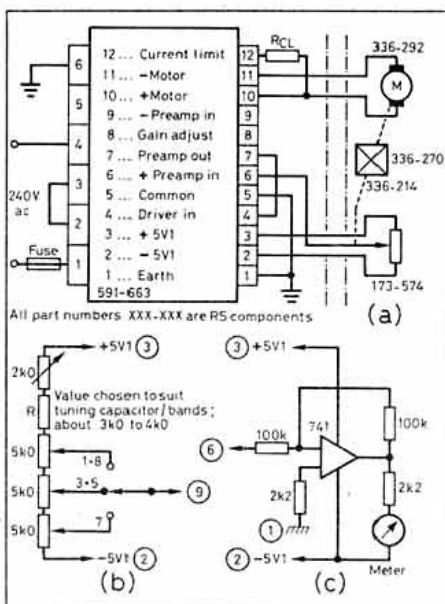 12 ... Current limit
11 ... −Motor
10 ... +Motor
9 ... − Preamp in
8 ... Gain adjust
7 ... Preamp out
6 ... + Preamp in
5 ... Common
4 ... Driver in
3 ... + 5V1
2 ... − 5V1
1 ... Earth
591-663
6
5
4
3
2
1
240V
ac
Fuse
12
11
10
9
8
7
6
5
4
3
2
1
RCL
336-292
M
336-270
336-214
173-574
All part numbers XXX-XXX are RS components
(a)
+5V1 3
2k0
R
Value chosen to suit
tuning capacitor/bands;
about 3k0 to 4k0
5k0
1·8
5k0
3·5
9
5k0
7
−5V1 2
(b)
3 +5V1
741
100k
6
100k
2k2
2k2
1
2 −5V1
Meter
(c)